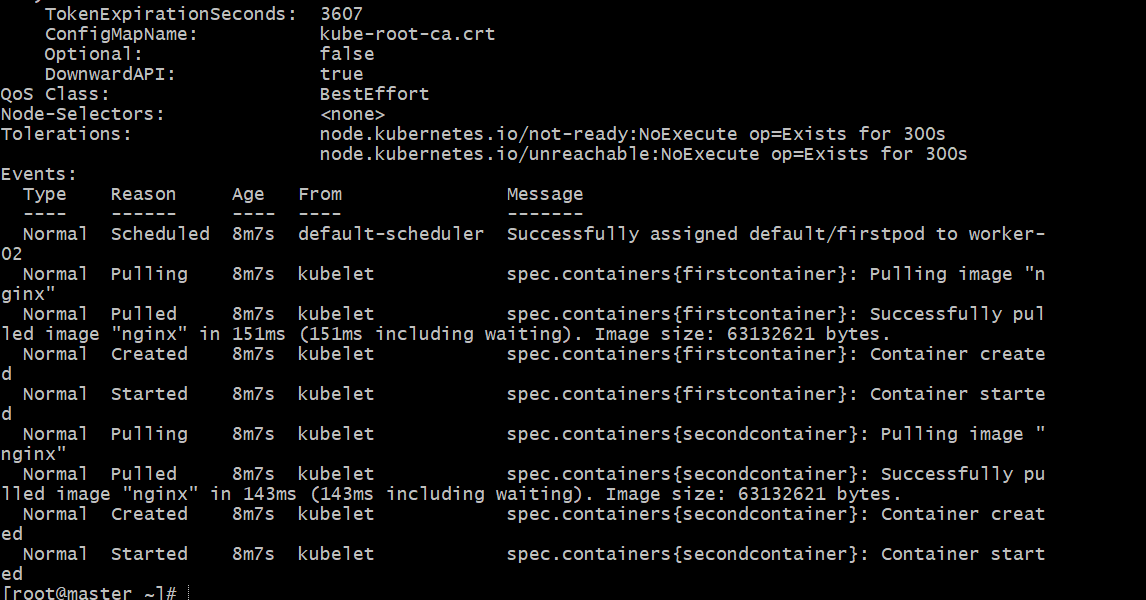 TokenExpirationSeconds:  3607
    ConfigMapName:           kube-root-ca.crt
    Optional:                false
    DownwardAPI:             true
QoS Class:                   BestEffort
Node-Selectors:              <none>
Tolerations:                 node.kubernetes.io/not-ready:NoExecute op=Exists for 300s
                             node.kubernetes.io/unreachable:NoExecute op=Exists for 300s
Events:
  Type    Reason     Age   From               Message
  ----    ------     ----  ----               -------
  Normal  Scheduled  8m7s  default-scheduler  Successfully assigned default/firstpod to worker-
02
  Normal  Pulling    8m7s  kubelet            spec.containers{firstcontainer}: Pulling image "n
ginx"
  Normal  Pulled     8m7s  kubelet            spec.containers{firstcontainer}: Successfully pul
led image "nginx" in 151ms (151ms including waiting). Image size: 63132621 bytes.
  Normal  Created    8m7s  kubelet            spec.containers{firstcontainer}: Container create
d
  Normal  Started    8m7s  kubelet            spec.containers{firstcontainer}: Container starte
d
  Normal  Pulling    8m7s  kubelet            spec.containers{secondcontainer}: Pulling image "
nginx"
  Normal  Pulled     8m7s  kubelet            spec.containers{secondcontainer}: Successfully pu
lled image "nginx" in 143ms (143ms including waiting). Image size: 63132621 bytes.
  Normal  Created    8m7s  kubelet            spec.containers{secondcontainer}: Container creat
ed
  Normal  Started    8m7s  kubelet            spec.containers{secondcontainer}: Container start
ed
[root@master ~]#